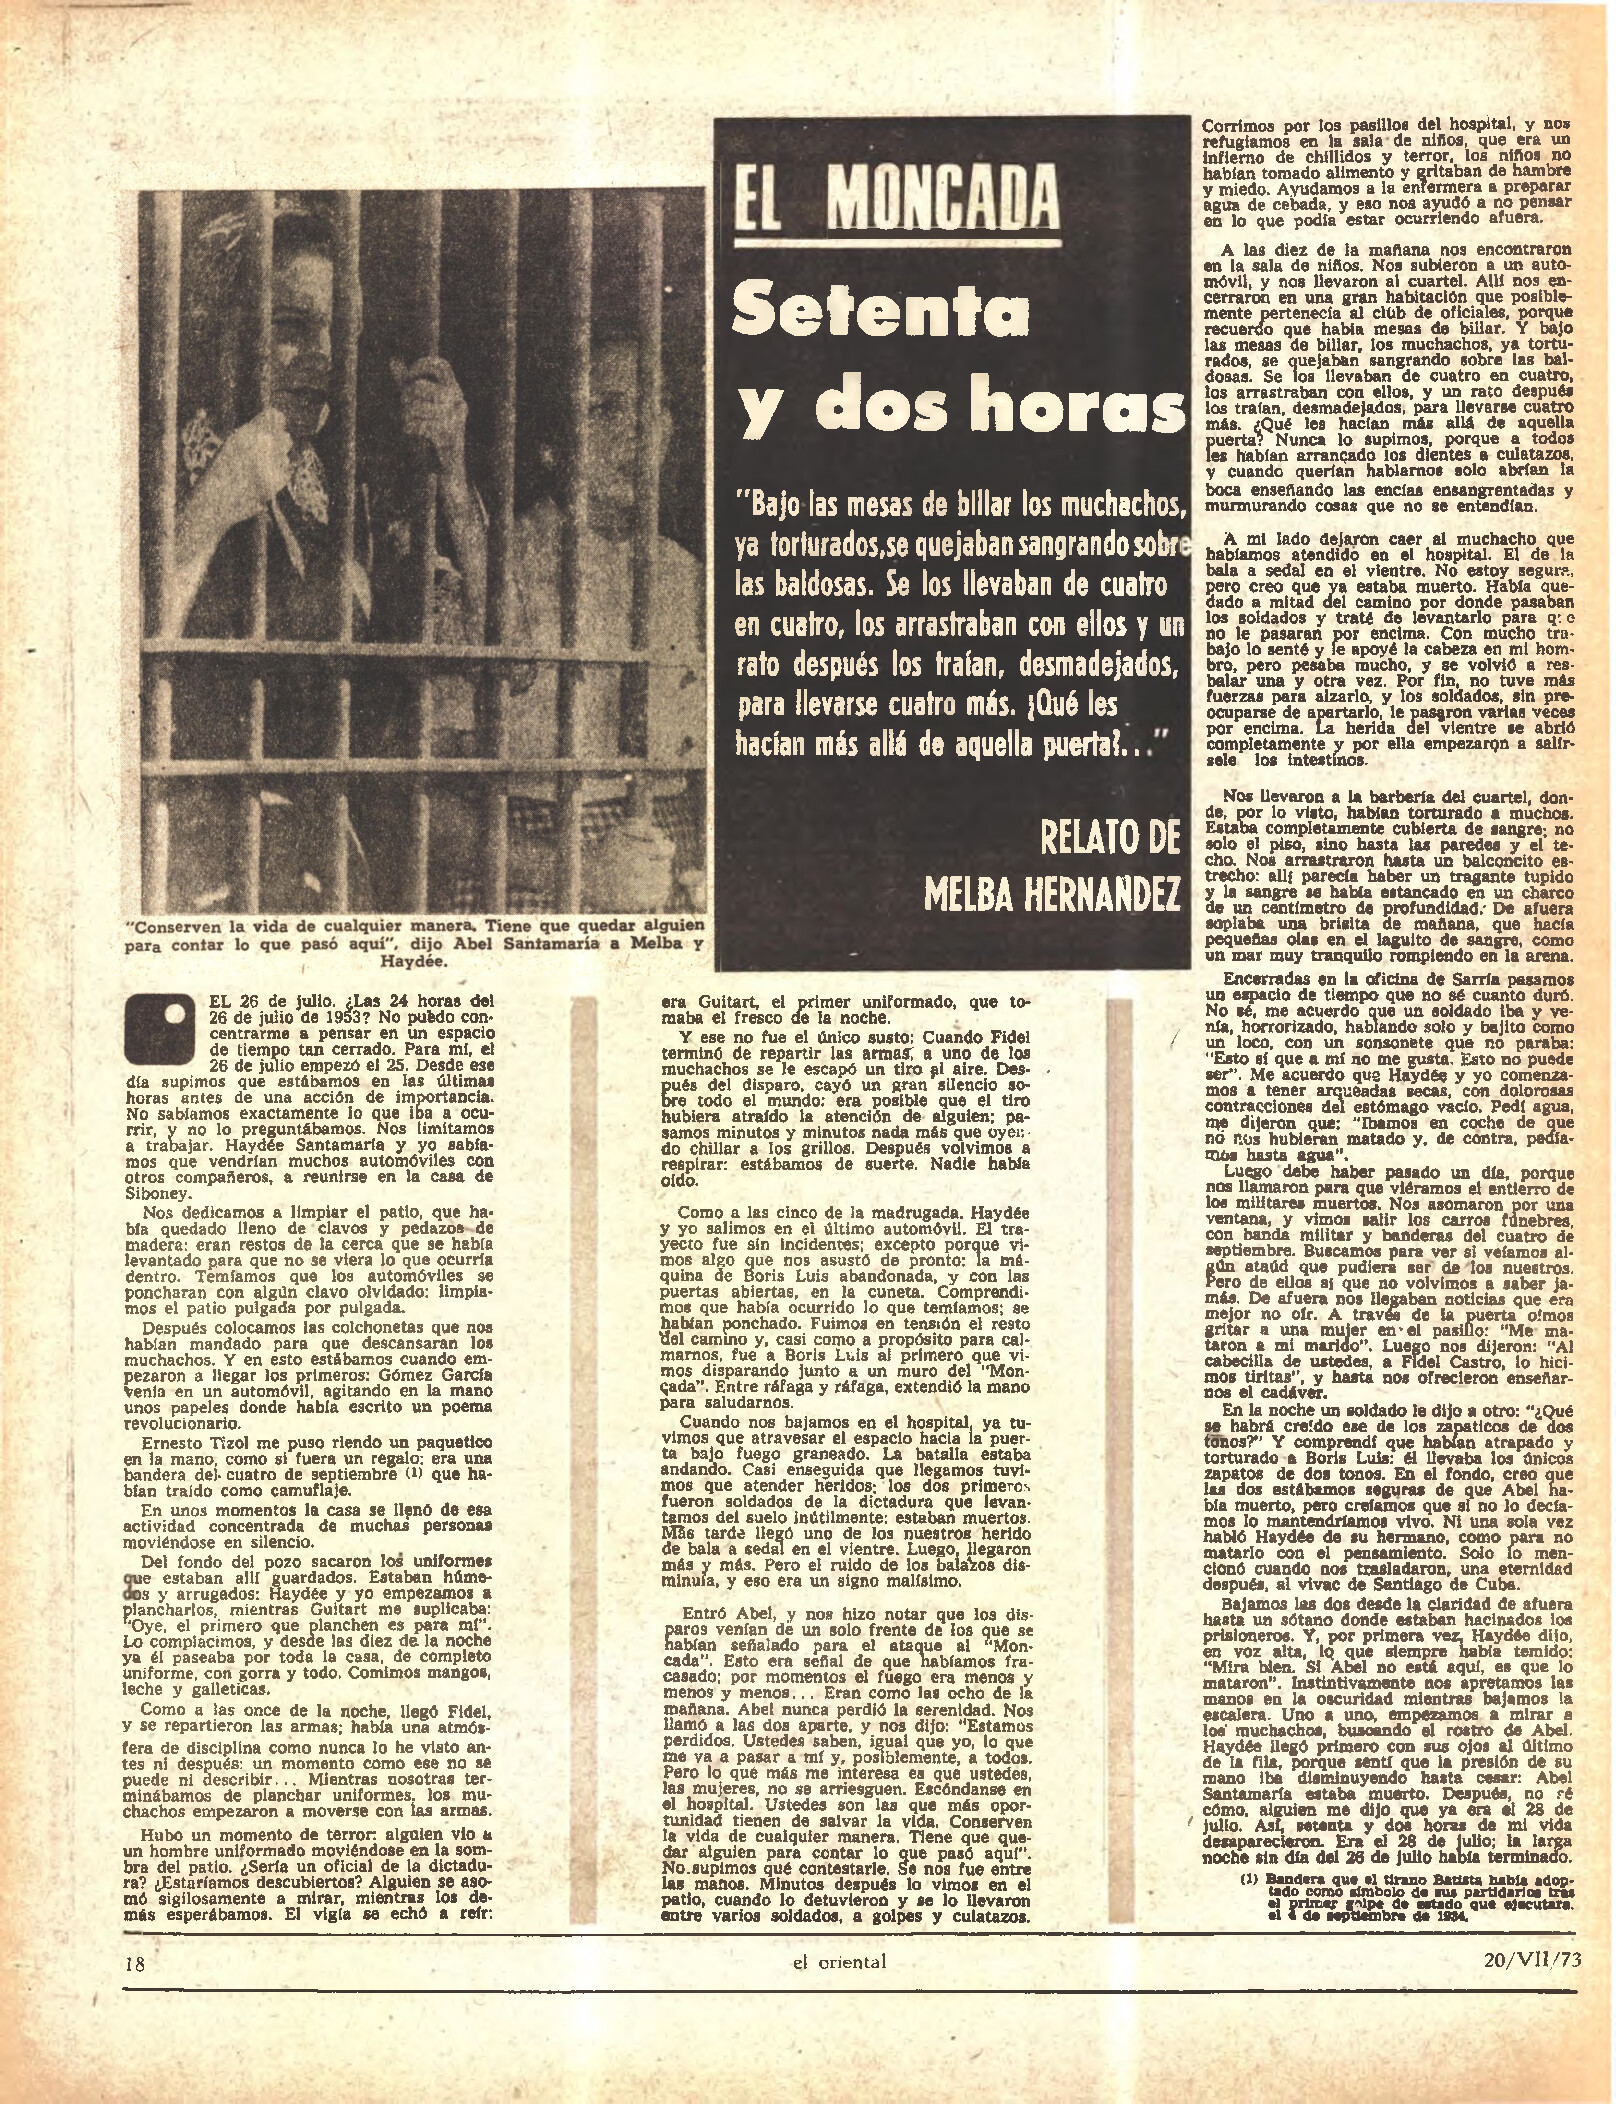 EL MONCADA
Setenta
y dos horas
"Bajo las mesas de billar los muchachos,
ya torturados, se quejaban sangrando sobre
las baldosas. Se los llevaban de cuatro
en cuatro, los arrastraban con ellos y un
rato después los traían, desmadejados,
para llevarse cuatro más. ¡Qué les
hacían más allá de aquella puerta?..."
RELATO DE
MELBA HERNANDEZ
"Conserven la vida de cualquier manera. Tiene que quedar alguien
para contar lo que pasó aquí", dijo Abel Santamaría a Melba y
Haydée.
EL 26 de julio. ¿Las 24 horas del
26 de julio de 1953? No puedo con-
centrarme a pensar en un espacio
de tiempo tan cerrado. Para mí, el
26 de julio empezó el 25. Desde ese
día supimos que estábamos en las últimas
horas antes de una acción de importancia.
No sabíamos exactamente lo que iba a ocu-
rrir, y no lo preguntábamos. Nos limitamos
a trabajar. Haydée Santamaría y yo sabía-
mos que vendrían muchos automóviles con
otros compañeros, a reunirse en la casa de
Siboney.
Nos dedicamos a limpiar el patio, que ha-
bía quedado lleno de clavos y pedazos de
madera: eran restos de la cerca que se había
levantado para que no se viera lo que ocurría
dentro. Temíamos que los automóviles se
poncharan con algún clavo olvidado: limpia-
mos el patio pulgada por pulgada.
Después colocamos las colchonetas que nos
habían mandado para que descansaran los
muchachos. Y en esto estábamos cuando em-
pezaron a llegar los primeros: Gómez García
venía en un automóvil, agitando en la mano
unos papeles donde había escrito un poema
revolucionario.
Ernesto Tizol me puso riendo un paquetico
en la mano, como si fuera un regalo: era una
bandera del cuatro de septiembre (1) que ha-
bían traído como camuflaje.
En unos momentos la casa se llenó de esa
actividad concentrada de muchas personas
moviéndose en silencio.
Del fondo del pozo sacaron los uniformes
que estaban allí guardados. Estaban húme-
dos y arrugados: Haydée y yo empezamos a
plancharlos, mientras Guitart me suplicaba:
"Oye, el primero que planchen es para mí".
Lo complacimos, y desde las diez de la noche
ya él paseaba por toda la casa, de completo
uniforme, con gorra y todo. Comimos mangos,
leche y galleticas.
Como a las once de la noche, llegó Fidel,
y se repartieron las armas; había una atmós-
fera de disciplina como nunca lo he visto an-
tes ni después: un momento como ese no se
puede ni describir... Mientras nosotras ter-
minábamos de planchar uniformes, los mu-
chachos empezaron a moverse con las armas.
Hubo un momento de terror: alguien vio a
un hombre uniformado moviéndose en la som-
bra del patio. ¿Sería un oficial de la dictadu-
ra? ¿Estaríamos descubiertos? Alguien se aso-
mó sigilosamente a mirar, mientras los de-
más esperábamos. El vigía se echó a reír:
era Guitart, el primer uniformado, que to-
maba el fresco de la noche.
Y ese no fue el único susto: Cuando Fidel
terminó de repartir las armas, a uno de los
muchachos se le escapó un tiro al aire. Des-
pués del disparo, cayó un gran silencio so-
bre todo el mundo: era posible que el tiro
hubiera atraído la atención de alguien; pa-
samos minutos y minutos nada más que oyen-
do chillar a los grillos. Después volvimos a
respirar: estábamos de suerte. Nadie había
oído.
Como a las cinco de la madrugada. Haydée
y yo salimos en el último automóvil. El tra-
yecto fue sin incidentes; excepto porque vi-
mos algo que nos asustó de pronto: la má-
quina de Boris Luis abandonada, y con las
puertas abiertas, en la cuneta. Comprendi-
mos que había ocurrido lo que temíamos; se
habían ponchado. Fuimos en tensión el resto
del camino y, casi como a propósito para cal-
marnos, fue a Boris Luis al primero que vi-
mos disparando junto a un muro del "Mon-
cada". Entre ráfaga y ráfaga, extendió la mano
para saludarnos.
Cuando nos bajamos en el hospital, ya tu-
vimos que atravesar el espacio hacia la puer-
ta bajo fuego graneado. La batalla estaba
andando. Casi enseguida que llegamos tuvi-
mos que atender heridos; los dos primeros
fueron soldados de la dictadura que levan-
tamos del suelo inútilmente: estaban muertos.
Más tarde llegó uno de los nuestros herido
de bala a sedal en el vientre. Luego, llegaron
más y más. Pero el ruido de los balazos dis-
minuía, y eso era un signo malísimo.
Entró Abel, y nos hizo notar que los dis-
paros venían de un solo frente de los que se
habían señalado para el ataque al "Mon-
cada". Esto era señal de que habíamos fra-
casado; por momentos el fuego era menos y
menos y menos... Eran como las ocho de la
mañana. Abel nunca perdió la serenidad. Nos
llamó a las dos aparte, y nos dijo: "Estamos
perdidos. Ustedes saben, igual que yo, lo que
me va a pasar a mí y, posiblemente, a todos.
Pero lo que más me interesa es que ustedes,
las mujeres, no se arriesguen. Escóndanse en
el hospital. Ustedes son las que más opor-
tunidad tienen de salvar la vida. Conserven
la vida de cualquier manera. Tiene que que-
dar alguien para contar lo que pasó aquí".
No supimos qué contestarle. Se nos fue entre
las manos. Minutos después lo vimos en el
patio, cuando lo detuvieron y se lo llevaron
entre varios soldados, a golpes y culatazos.
Corrimos por los pasillos del hospital, y nos
refugiamos en la sala de niños, que era un
infierno de chillidos y terror, los niños no
habían tomado alimento y gritaban de hambre
y miedo. Ayudamos a la enfermera a preparar
agua de cebada, y eso nos ayudó a no pensar
en lo que podía estar ocurriendo afuera.
A las diez de la mañana nos encontraron
en la sala de niños. Nos subieron a un auto-
móvil, y nos llevaron al cuartel. Allí nos en-
cerraron en una gran habitación que posible-
mente pertenecía al club de oficiales, porque
recuerdo que había mesas de billar. Y bajo
las mesas de billar, los muchachos, ya tortu-
rados, se quejaban sangrando sobre las bal-
dosas. Se los llevaban de cuatro en cuatro,
los arrastraban con ellos, y un rato después
los traían, desmadejados, para llevarse cuatro
más. ¿Qué les hacían más allá de aquella
puerta? Nunca lo supimos, porque a todos
les habían arrancado los dientes a culatazos,
y cuando querían hablarnos solo abrían la
boca enseñando las encías ensangrentadas y
murmurando cosas que no se entendían.
A mi lado dejaron caer al muchacho que
habíamos atendido en el hospital. El de la
bala a sedal en el vientre. No estoy segura,
pero creo que ya estaba muerto. Había que-
dado a mitad del camino por donde pasaban
los soldados y traté de levantarlo para que
no le pasaran por encima. Con mucho tra-
bajo lo senté y le apoyé la cabeza en mi hom-
bro, pero pesaba mucho, y se volvió a res-
balar una y otra vez. Por fin, no tuve más
fuerzas para alzarlo, y los soldados, sin pre-
ocuparse de apartarlo, le pasaron varias veces
por encima. La herida del vientre se abrió
completamente y por ella empezaron a salír-
sele los intestinos.
Nos llevaron a la barbería del cuartel, don-
de, por lo visto, habían torturado a muchos.
Estaba completamente cubierta de sangre; no
solo el piso, sino hasta las paredes y el te-
cho. Nos arrastraron hasta un balconcito es-
trecho: allí parecía haber un tragante tupido
y la sangre se había estancado en un charco
de un centímetro de profundidad. De afuera
soplaba una brisita de mañana, que hacía
pequeñas olas en el laguito de sangre, como
un mar muy tranquilo rompiendo en la arena.
Encerradas en la oficina de Sarría pasamos
un espacio de tiempo que no sé cuanto duró.
No sé, me acuerdo que un soldado iba y ve-
nía, horrorizado, hablando solo y bajito como
un loco, con un sonsonete que no paraba:
"Esto sí que a mí no me gusta. Esto no puede
ser". Me acuerdo que Haydée y yo comenza-
mos a tener arqueadas secas, con dolorosas
contracciones del estómago vacío. Pedí agua,
me dijeron que: "Ibamos en coche de que
no nos hubieran matado y, de contra, pedía-
mos hasta agua".
Luego debe haber pasado un día, porque
nos llamaron para que viéramos el entierro de
los militares muertos. Nos asomaron por una
ventana, y vimos salir los carros fúnebres,
con banda militar y banderas del cuatro de
septiembre. Buscamos para ver si veíamos al-
gún ataúd que pudiera ser de los nuestros.
Pero de ellos sí que no volvimos a saber ja-
más. De afuera nos llegaban noticias que era
mejor no oír. A través de la puerta oímos
gritar a una mujer en el pasillo: "Me ma-
taron a mi marido". Luego nos dijeron: "Al
cabecilla de ustedes, a Fidel Castro, lo hici-
mos tiritas", y hasta nos ofrecieron enseñar-
nos el cadáver.
En la noche un soldado le dijo a otro: "¿Qué
se habrá creído ese de los zapaticos de dos
tonos?" Y comprendí que habían atrapado y
torturado a Boris Luis: él llevaba los únicos
zapatos de dos tonos. En el fondo, creo que
las dos estábamos seguras de que Abel ha-
bía muerto, pero creíamos que si no lo decía-
mos lo mantendríamos vivo. Ni una sola vez
habló Haydée de su hermano, como para no
matarlo con el pensamiento. Solo lo men-
cionó cuando nos trasladaron, una eternidad
después, al vivac de Santiago de Cuba.
Bajamos las dos desde la claridad de afuera
hasta un sótano donde estaban hacinados los
prisioneros. Y, por primera vez, Haydée dijo,
en voz alta, lo que siempre había temido:
"Mira bien. Si Abel no está aquí, es que lo
mataron". Instintivamente nos apretamos las
manos en la oscuridad mientras bajamos la
escalera. Uno a uno, empezamos a mirar a
los muchachos, buscando el rostro de Abel.
Haydée llegó primero con sus ojos al último
de la fila, porque sentí que la presión de su
mano iba disminuyendo hasta cesar: Abel
Santamaría estaba muerto. Después, no sé
cómo, alguien me dijo que ya era el 28 de
julio. Así, setenta y dos horas de mi vida
desaparecieron. Era el 28 de julio; la larga
noche sin día del 26 de julio había terminado.
(1) Bandera que el tirano Batista había adop-
tado como símbolo de sus partidarios tras
el primer golpe de estado que ejecutara,
el 4 de septiembre de 1934.
18
el oriental
20/VII/73